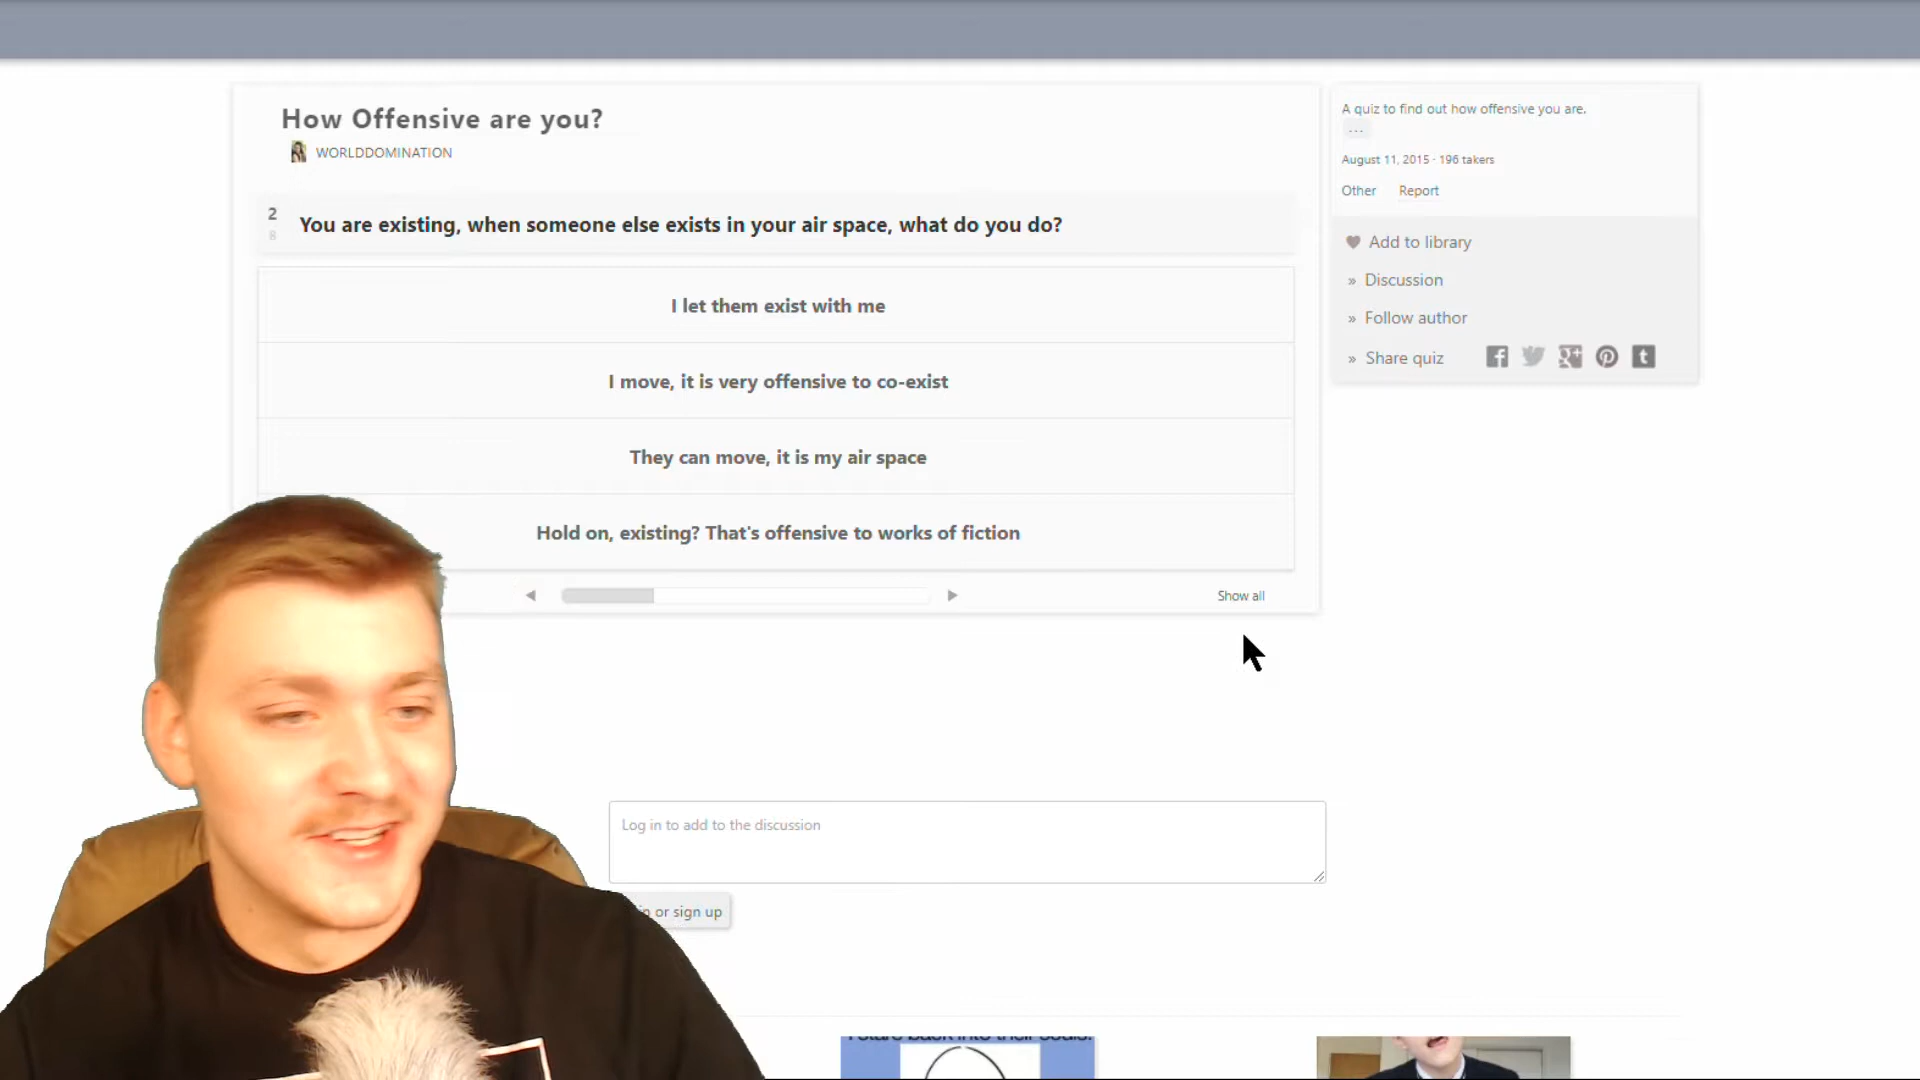 How Offensive are you?
WORLDDOMINATION
2
8
You are existing, when someone else exists in your air space, what do you do?
I let them exist with me
I move, it is very offensive to co-exist
They can move, it is my air space
Hold on, existing? That's offensive to works of fiction
Show all
A quiz to find out how offensive you are.
...
August 11, 2015 · 196 takers
Other Report
Add to library
» Discussion
» Follow author
» Share quiz
Log in to add to the discussion
or sign up